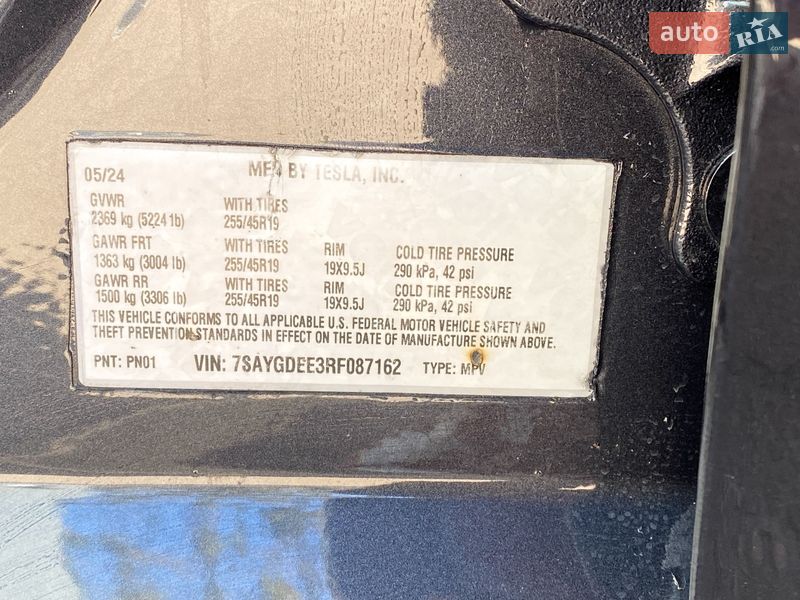 auto RIA
05/24 MFD BY TESLA, INC.
GVWR WITH TIRES
2369 kg (5224 lb) 255/45R19
GAWR FRT WITH TIRES RIM COLD TIRE PRESSURE
1363 kg (3004 lb) 255/45R19 19X9.5J 290 kPa, 42 psi
GAWR RR WITH TIRES RIM COLD TIRE PRESSURE
1500 kg (3306 lb) 255/45R19 19X9.5J 290 kPa, 42 psi
THIS VEHICLE CONFORMS TO ALL APPLICABLE U.S. FEDERAL MOTOR VEHICLE SAFETY AND
THEFT PREVENTION STANDARDS IN EFFECT ON THE DATE OF MANUFACTURE SHOWN ABOVE.
PNT: PN01 VIN: 7SAYGDEE3RF087162 TYPE: MPV